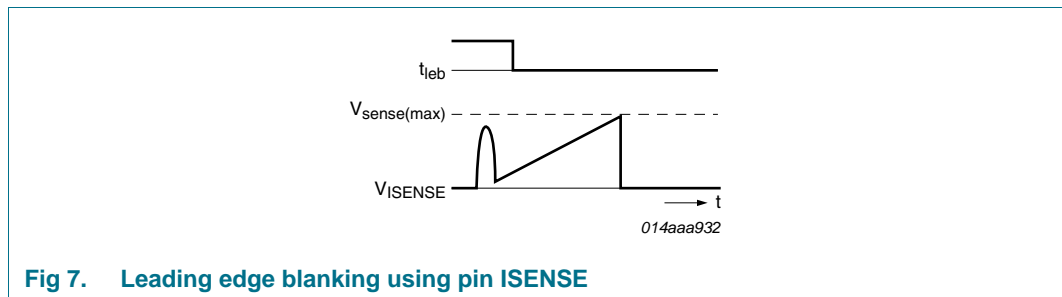 tleb
Vsense(max)
VISENSE
t
014aaa932
Fig 7. Leading edge blanking using pin ISENSE